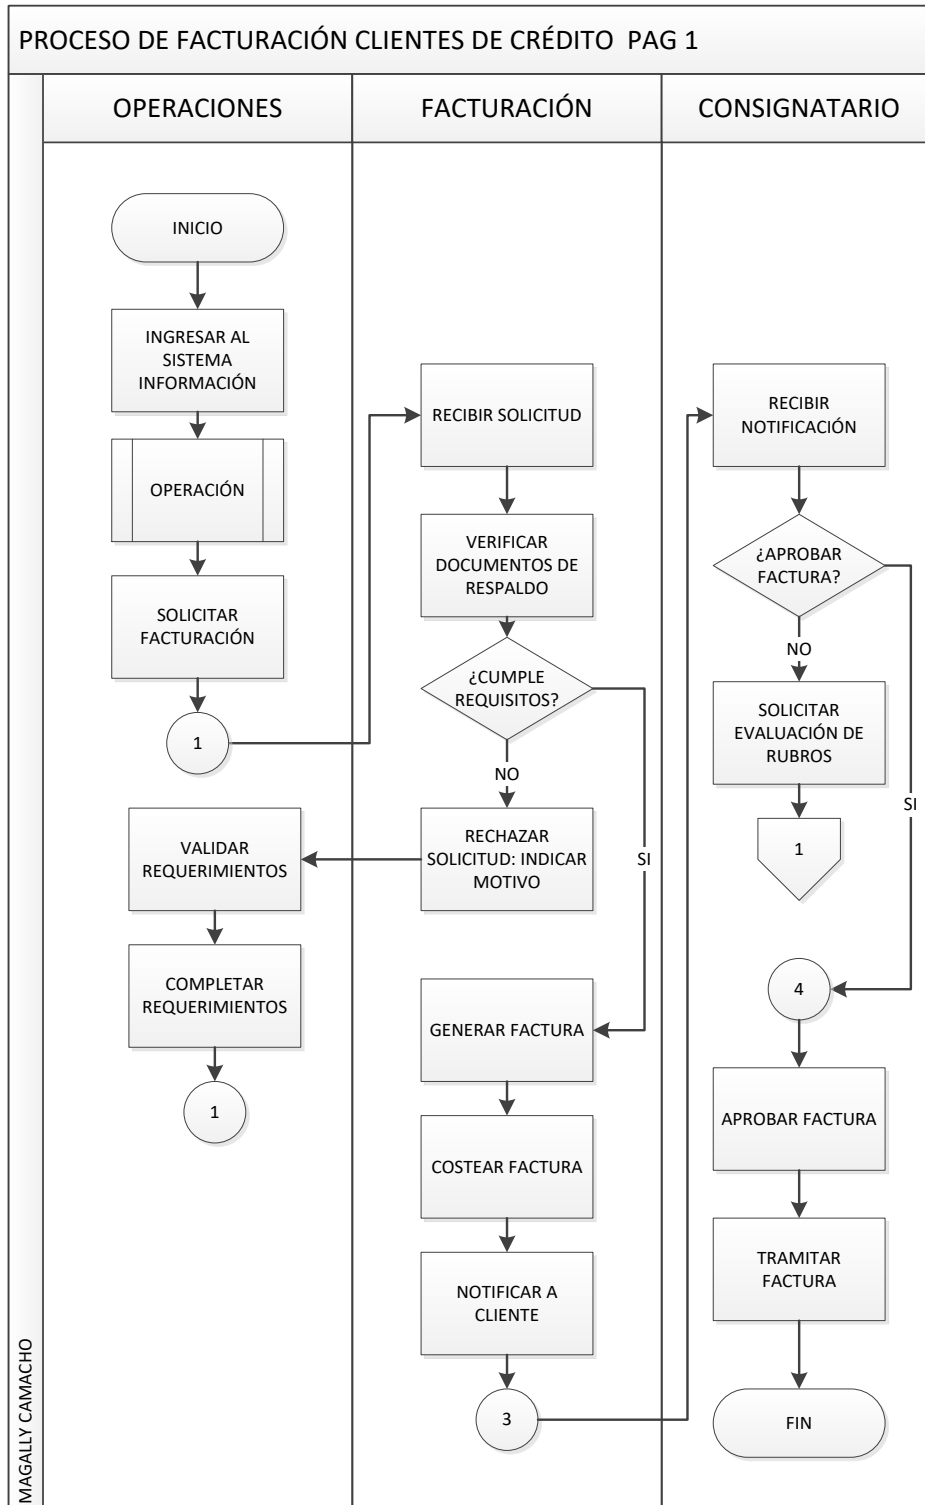 PROCESO DE FACTURACIÓN CLIENTES DE CRÉDITO PAG 1
OPERACIONES
FACTURACIÓN
CONSIGNATARIO
INICIO
INGRESAR AL
SISTEMA
INFORMACIÓN
OPERACIÓN
SOLICITAR
FACTURACIÓN
1
VALIDAR
REQUERIMIENTOS
COMPLETAR
REQUERIMIENTOS
1
RECIBIR SOLICITUD
VERIFICAR
DOCUMENTOS DE
RESPALDO
¿CUMPLE
REQUISITOS?
NO
SI
RECHAZAR
SOLICITUD: INDICAR
MOTIVO
GENERAR FACTURA
COSTEAR FACTURA
NOTIFICAR A
CLIENTE
3
RECIBIR
NOTIFICACIÓN
¿APROBAR
FACTURA?
NO
SI
SOLICITAR
EVALUACIÓN DE
RUBROS
1
4
APROBAR FACTURA
TRAMITAR
FACTURA
FIN
MAGALLY CAMACHO